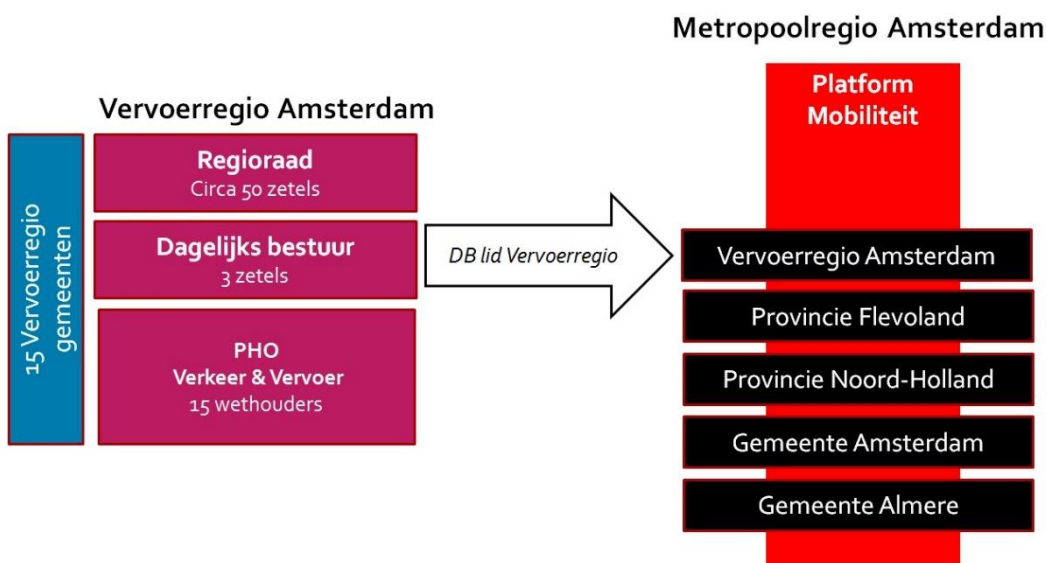 Metropoolregio Amsterdam
Vervoerregio Amsterdam
15 Vervoerregio
gemeenten
Regioraad
Circa 50 zetels
Dagelijks bestuur
3 zetels
PHO
Verkeer & Vervoer
15 wethouders
DB lid Vervoerregio
Platform
Mobiliteit
Vervoerregio Amsterdam
Provincie Flevoland
Provincie Noord-Holland
Gemeente Amsterdam
Gemeente Almere